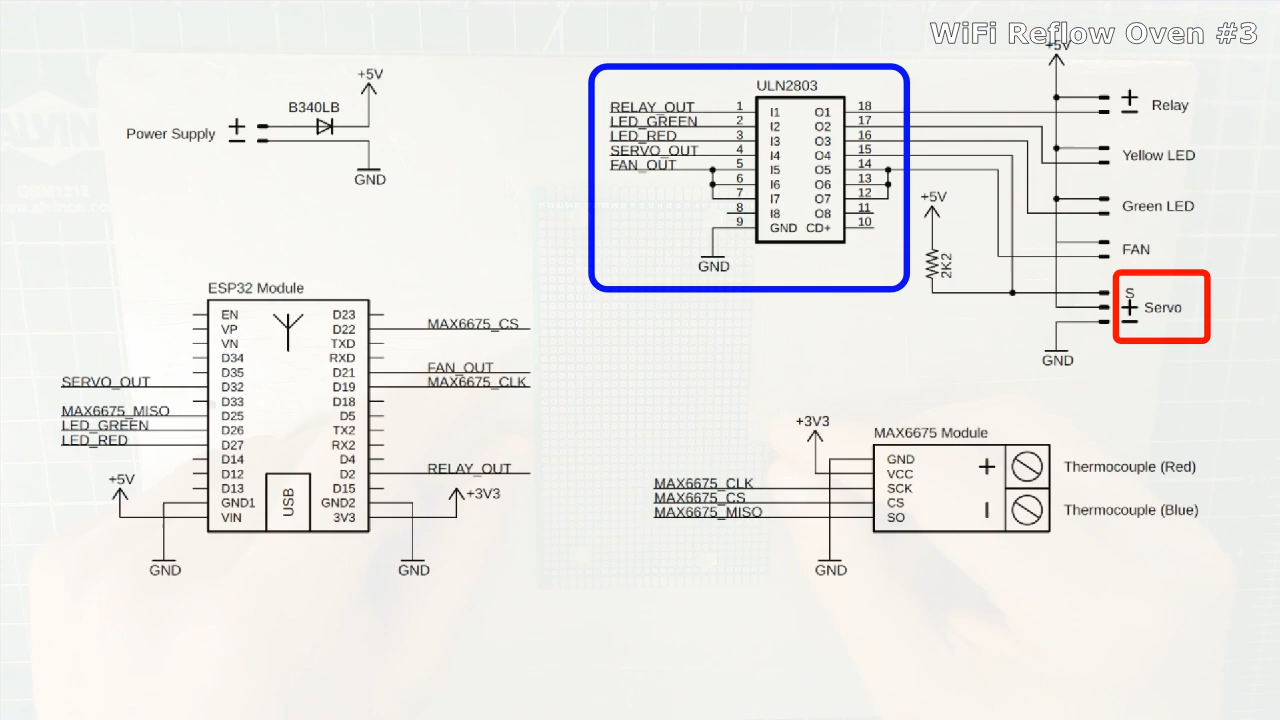 WiFi Reflow Oven #3
+5V
B340LB
Power Supply
+
−
GND
ULN2803
RELAY_OUT 1 I1 O1 18
LED_GREEN 2 I2 O2 17
LED_RED 3 I3 O3 16
SERVO_OUT 4 I4 O4 15
FAN_OUT 5 I5 O5 14
6 I6 O6 13
7 I7 O7 12
8 I8 O8 11
9 GND CD+ 10
GND
+5V
+
−
Relay
Yellow LED
Green LED
FAN
S
+
−
Servo
GND
+5V
2K2
ESP32 Module
EN D23
VP D22 MAX6675_CS
VN TXD
D34 RXD
D35 D21 FAN_OUT
SERVO_OUT D32 D19 MAX6675_CLK
D33 D18
MAX6675_MISO D25 D5
LED_GREEN D26 TX2
LED_RED D27 RX2
D14 D4
D12 D2 RELAY_OUT
D13 D15
GND1 GND2
VIN 3V3
USB
+5V
+3V3
GND
GND
+3V3
MAX6675 Module
GND
VCC
MAX6675_CLK SCK
MAX6675_CS CS
MAX6675_MISO SO
+ Thermocouple (Red)
− Thermocouple (Blue)
GND